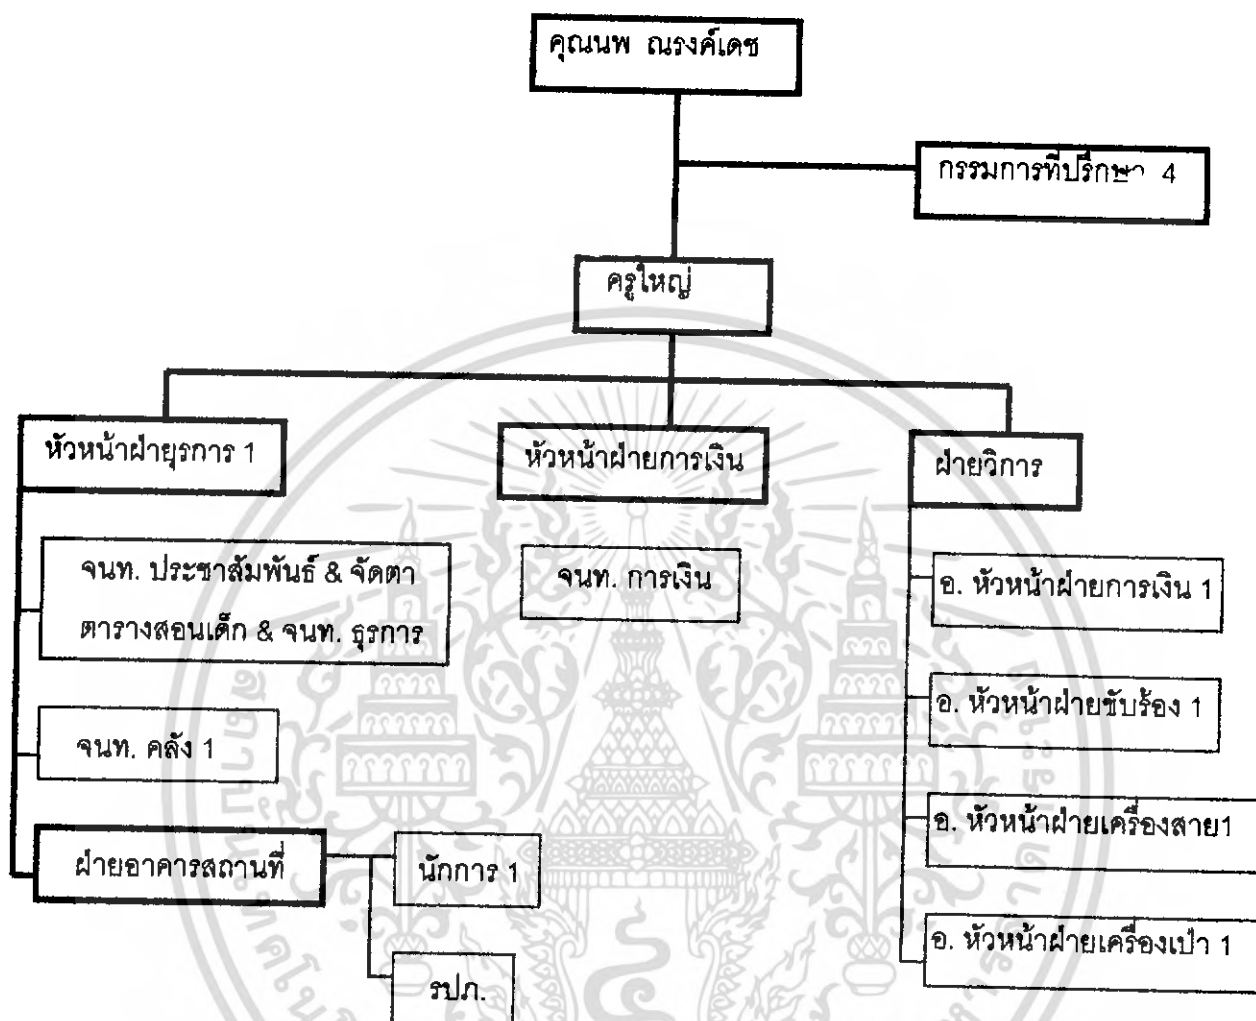 คุณนพ ณรงค์เดช
กรรมการที่ปรึกษา 4
ครูใหญ่
หัวหน้าฝ่ายุรการ 1
หัวหน้าฝ่ายการเงิน
ฝ่ายวิการ
จนท. ประชาสัมพันธ์ & จัดตา
ตารางสอนเด็ก & จนท. ธุรการ
จนท. การเงิน
อ. หัวหน้าฝ่ายการเงิน 1
อ. หัวหน้าฝ่ายขับร้อง 1
จนท. คลัง 1
อ. หัวหน้าฝ่ายเครื่องสาย1
ฝ่ายอาคารสถานที่
นักการ 1
อ. หัวหน้าฝ่ายเครื่องเป่า 1
รปภ.